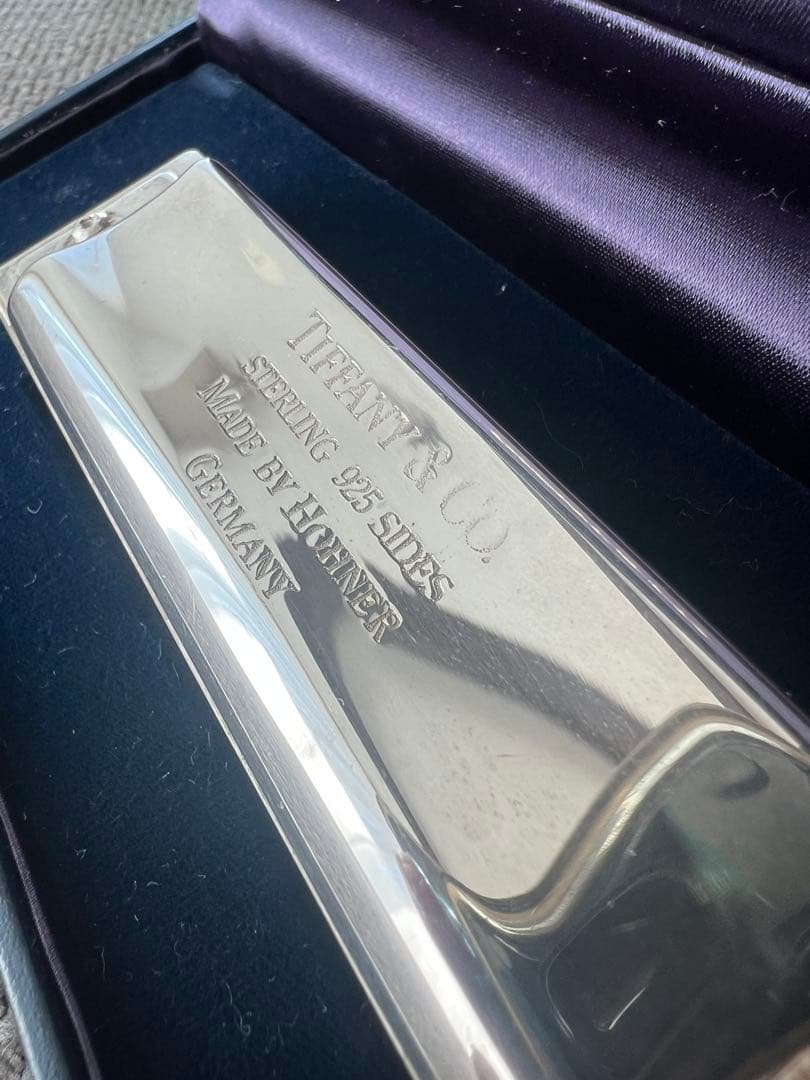 TIFFANY & CO.
STERLING 925 SIDES
MADE BY HOHNER
GERMANY